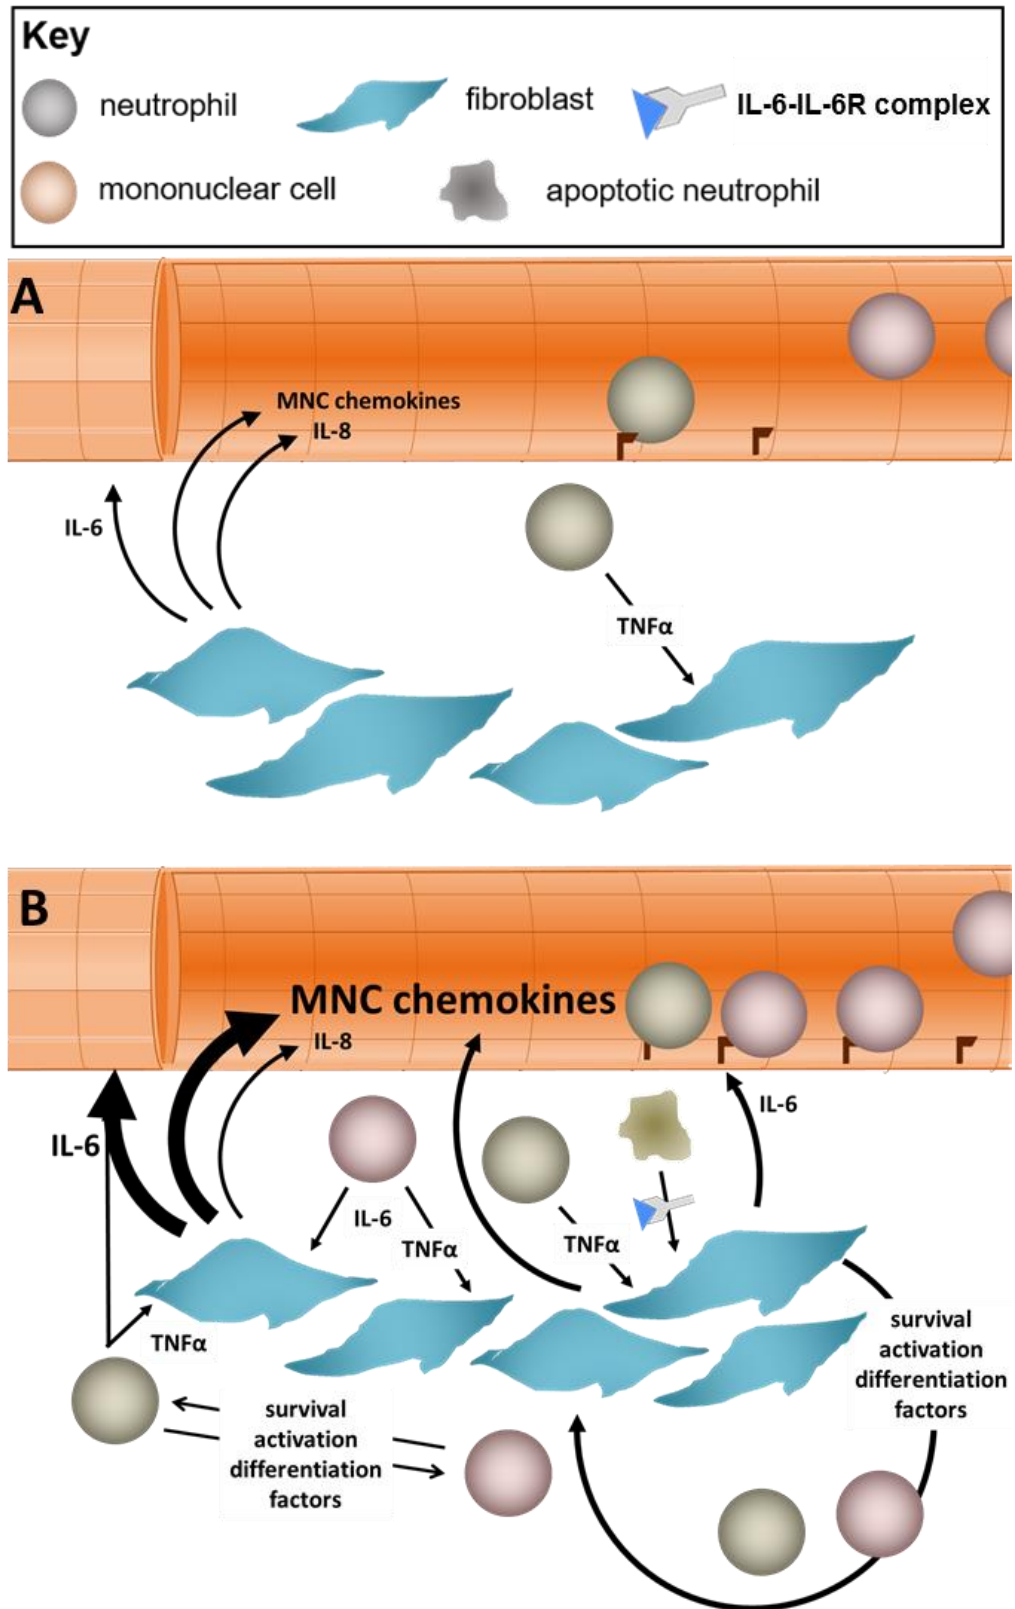 Key
neutrophil
fibroblast
IL-6-IL-6R complex
mononuclear cell
apoptotic neutrophil
A
MNC chemokines
IL-8
IL-6
TNFα
B
MNC chemokines
IL-8
IL-6
IL-6
IL-6
TNFα
TNFα
TNFα
survival
activation
differentiation
factors
survival
activation
differentiation
factors